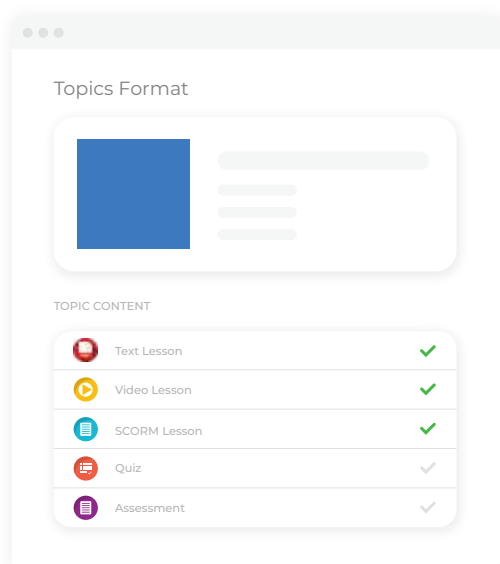 Topics Format
TOPIC CONTENT
Text Lesson
Video Lesson
SCORM Lesson
Quiz
Assessment